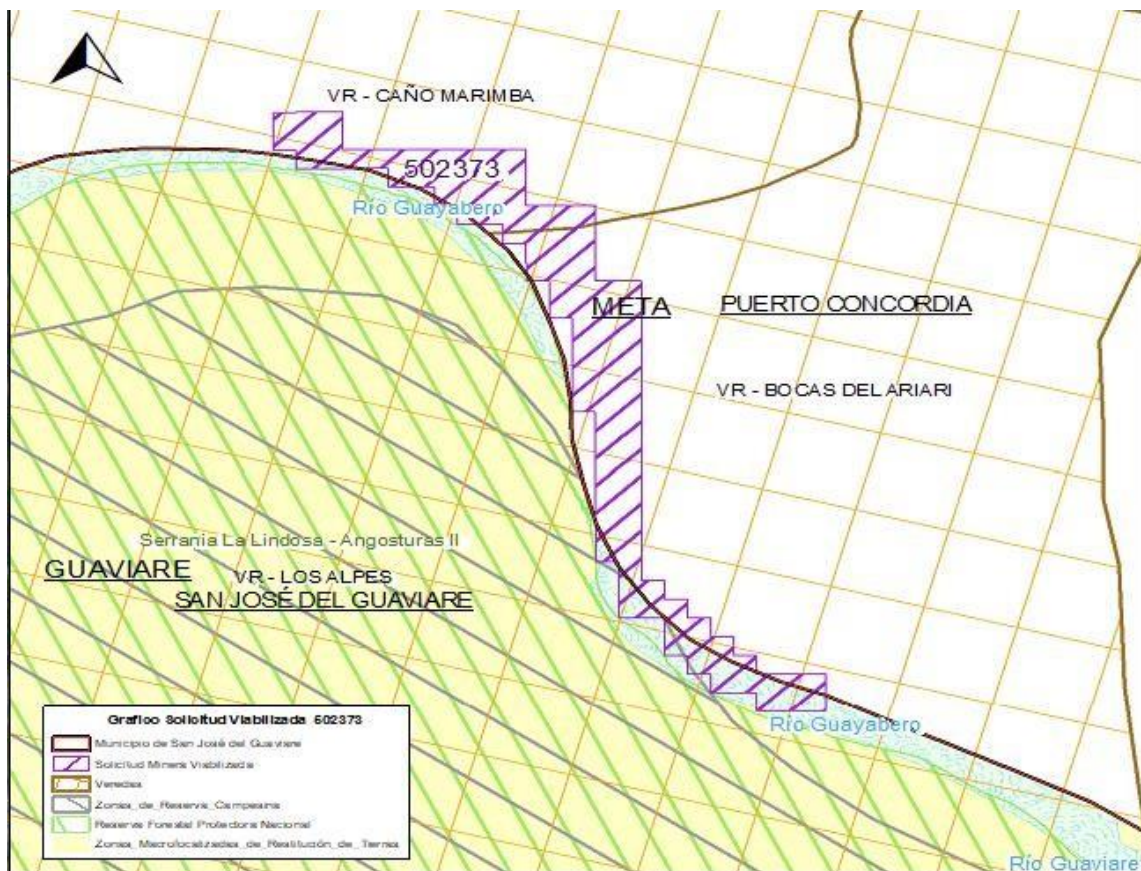 VR - CAÑO MARIMBA
502373
Río Guayabero
META
PUERTO CONCORDIA
VR - BOCAS DEL ARIARI
Serranía La Lindosa - Angosturas II
GUAVIARE
VR - LOS ALPES
SAN JOSÉ DEL GUAVIARE
Río Guayabero
Río Guaviare
Grafico Solicitud Viabilizada 502373
Municipio de San José del Guaviare
Solicitud Minera Viabilizada
Veredas
Zonas_de_Reserva_Campesina
Reserva Forestal Protectora Nacional
Zonas_Macrofocalizadas_de_Restitución_de_Tierras